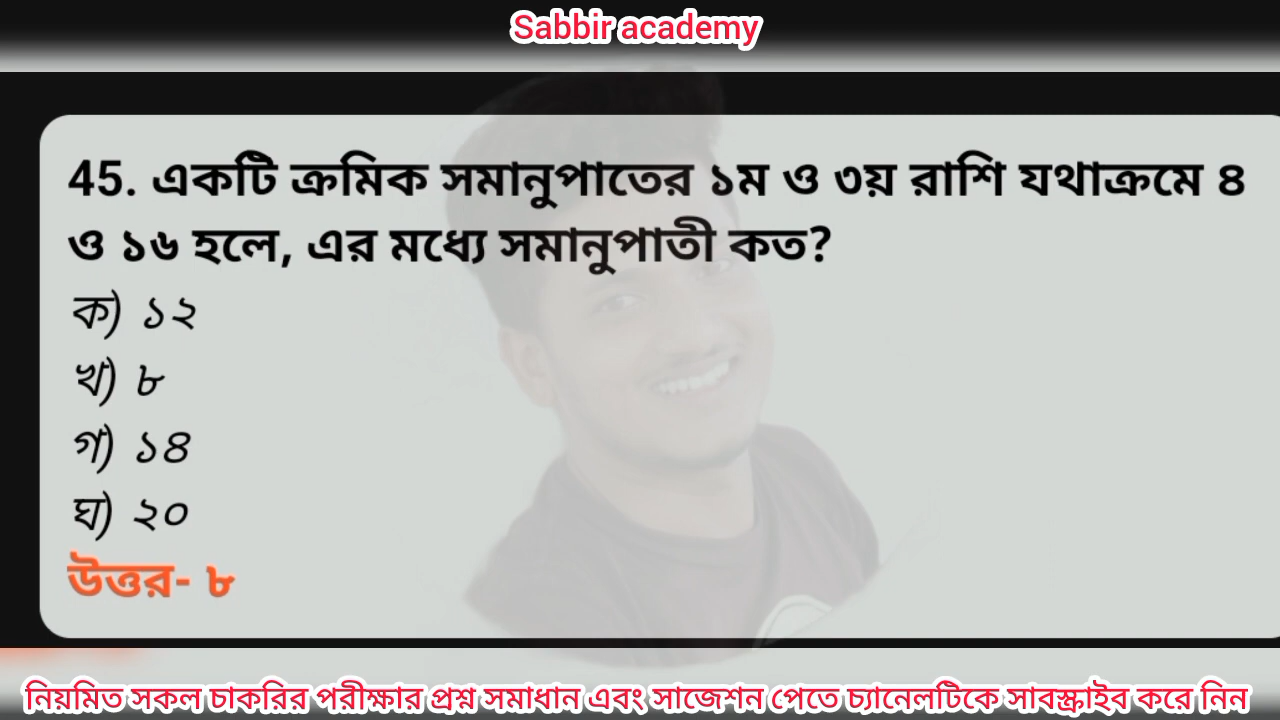 Sabbir academy
45. একটি ক্রমিক সমানুপাতের ১ম ও ৩য় রাশি যথাক্রমে ৪
ও ১৬ হলে, এর মধ্যে সমানুপাতী কত?
ক) ১২
খ) ৮
গ) ১৪
ঘ) ২০
উত্তর- ৮
নিয়মিত সকল চাকরির পরীক্ষার প্রশ্ন সমাধান এবং সাজেশন পেতে চ্যানেলটিকে সাবস্ক্রাইব করে নিন